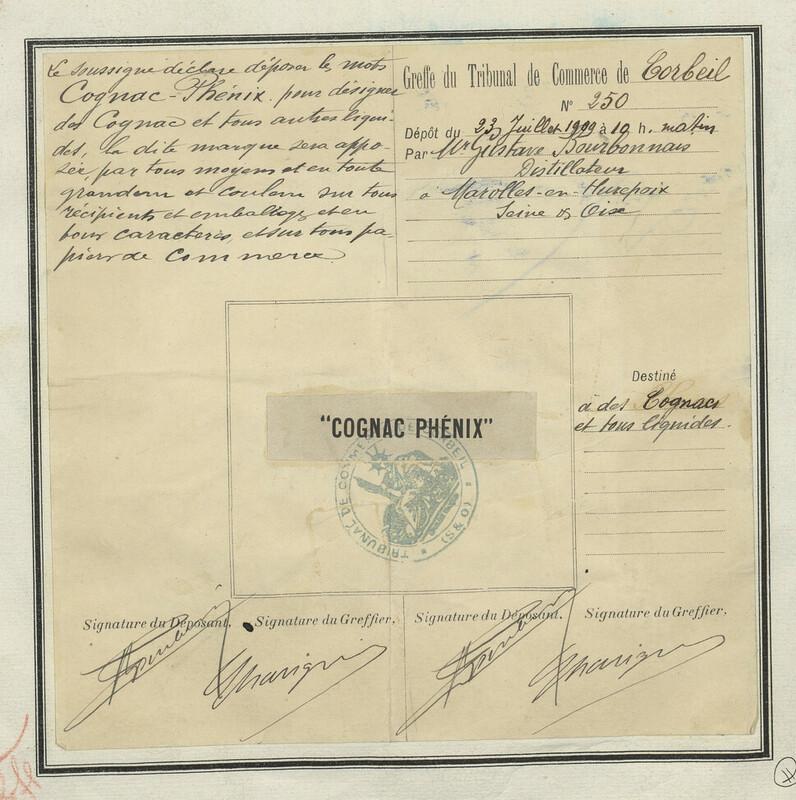 Le soussigné déclare déposer les mots
Cognac-Phénix pour désigner
des Cognac et tous autres liqui-
des, la dite marque sera appo-
sée, par tous moyens et en toute
grandeur et couleur sur tous
récipients et emballages et en
tous caractères, et sur tous pa-
piers de Commerce
Greffe du Tribunal de Commerce de Corbeil
N° 250
Dépôt du 23 Juillet 1909 à 10 h. matin
Par Mr Gustave Bourbonnais
Distillateur
à Marolles-en-Hurepoix
Seine & Oise
"COGNAC PHÉNIX"
TRIBUNAL DE COMMERCE DE CORBEIL
(S & O)
Destiné
à des Cognacs
et tous liquides.
Signature du Déposant.
Signature du Greffier.
Signature du Déposant.
Signature du Greffier.